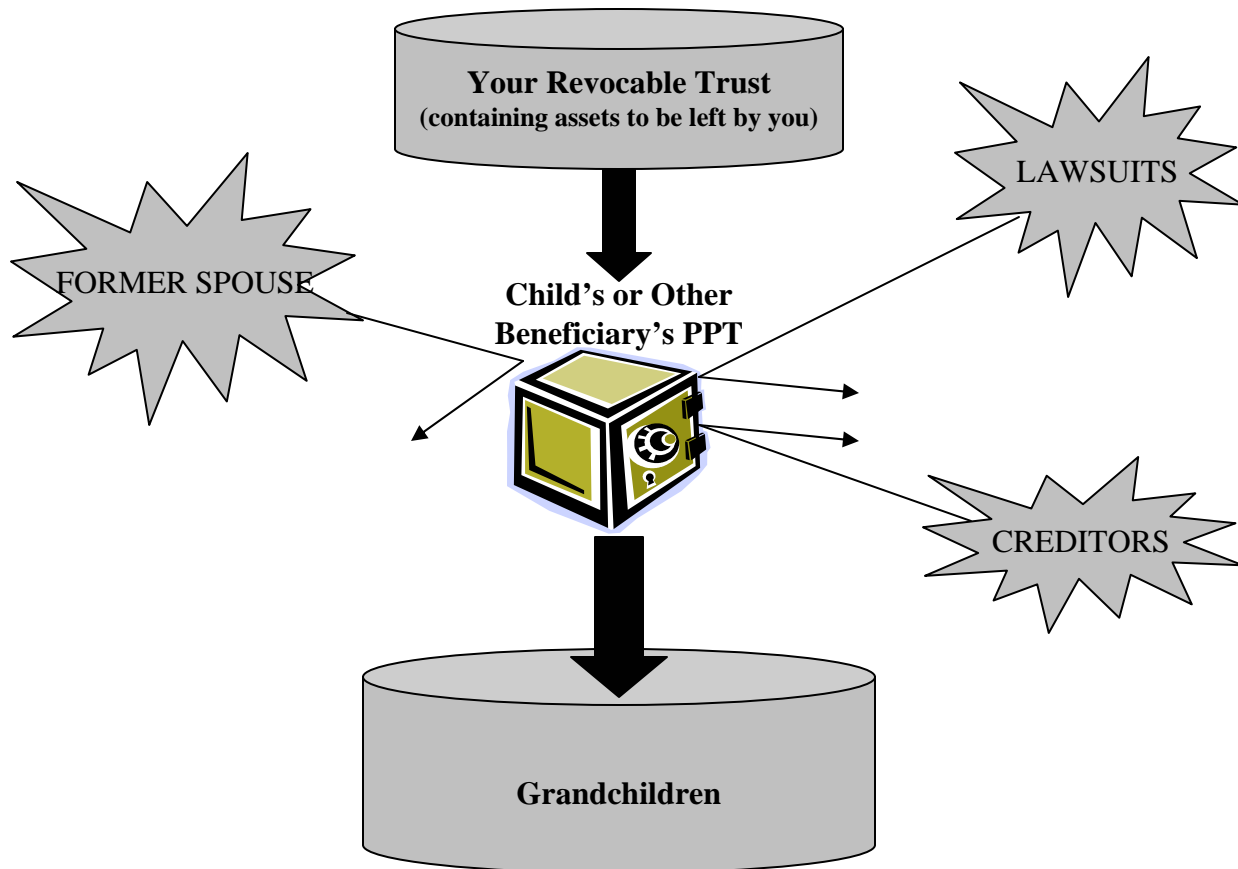 Your Revocable Trust
(containing assets to be left by you)
LAWSUITS
FORMER SPOUSE
Child’s or Other
Beneficiary’s PPT
CREDITORS
Grandchildren